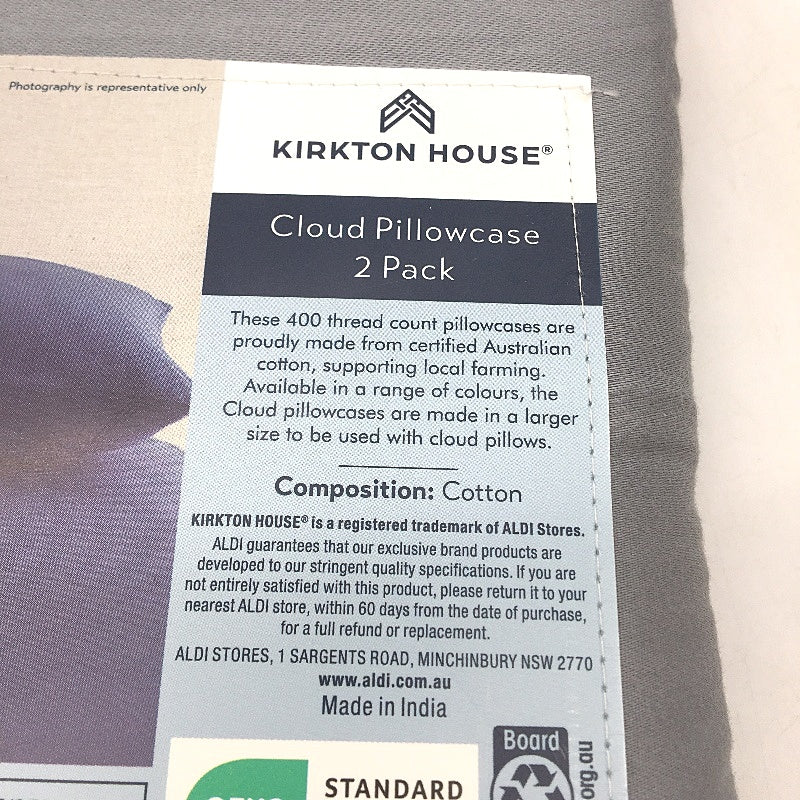 Photography is representative only
KIRKTON HOUSE®
Cloud Pillowcase
2 Pack
These 400 thread count pillowcases are
proudly made from certified Australian
cotton, supporting local farming.
Available in a range of colours, the
Cloud pillowcases are made in a larger
size to be used with cloud pillows.
Composition: Cotton
KIRKTON HOUSE® is a registered trademark of ALDI Stores.
ALDI guarantees that our exclusive brand products are
developed to our stringent quality specifications. If you are
not entirely satisfied with this product, please return it to your
nearest ALDI store, within 60 days from the date of purchase,
for a full refund or replacement.
ALDI STORES, 1 SARGENTS ROAD, MINCHINBURY NSW 2770
www.aldi.com.au
Made in India
STANDARD
Board
org.au